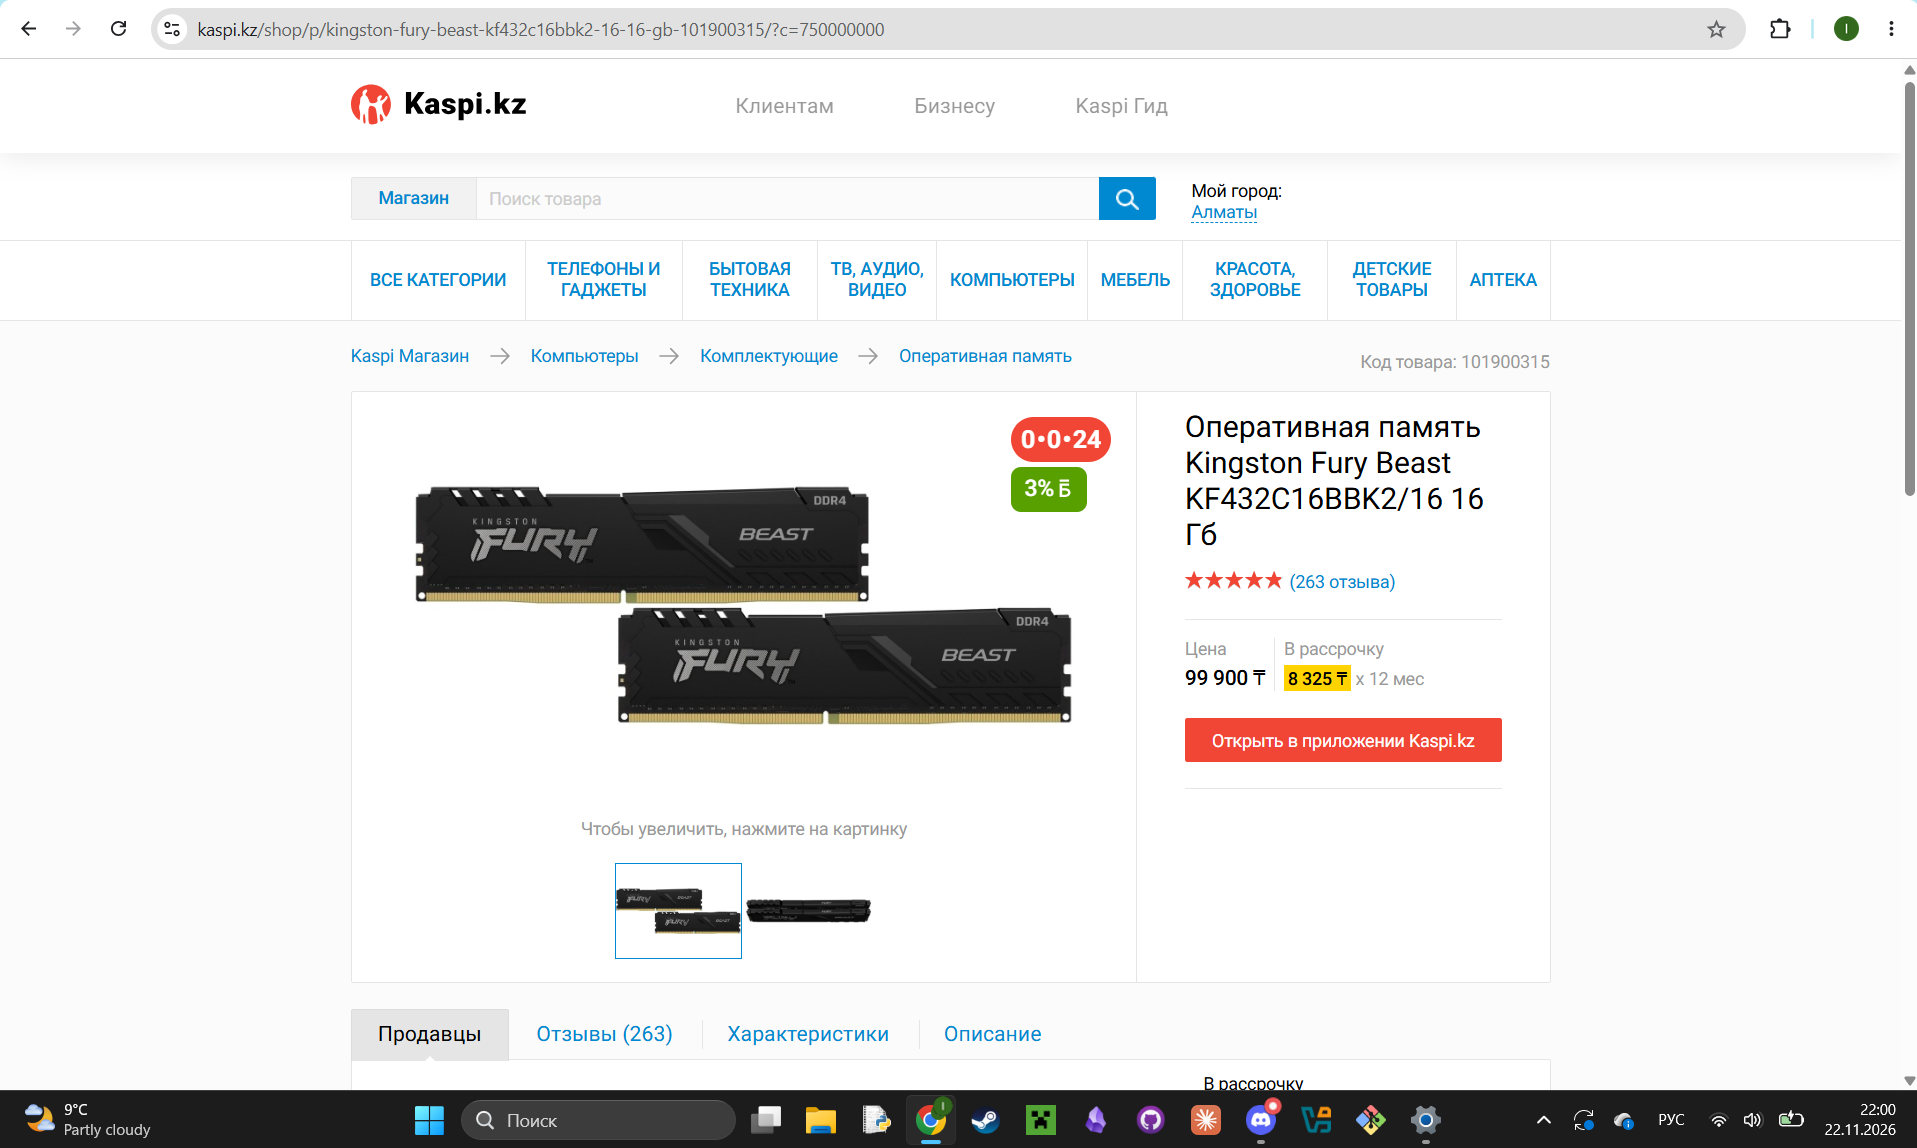 kaspi.kz/shop/p/kingston-fury-beast-kf432c16bbk2-16-16-gb-101900315/?c=750000000
I
Kaspi.kz
Клиентам
Бизнесу
Kaspi Гид
Магазин
Поиск товара
Мой город:
Алматы
ВСЕ КАТЕГОРИИ
ТЕЛЕФОНЫ И
ГАДЖЕТЫ
БЫТОВАЯ
ТЕХНИКА
ТВ, АУДИО,
ВИДЕО
КОМПЬЮТЕРЫ
МЕБЕЛЬ
КРАСОТА,
ЗДОРОВЬЕ
ДЕТСКИЕ
ТОВАРЫ
АПТЕКА
Kaspi Магазин
Компьютеры
Комплектующие
Оперативная память
Код товара: 101900315
0•0•24
3% Б
DDR4
KINGSTON
FURY
BEAST
DDR4
KINGSTON
FURY
BEAST
Оперативная память
Kingston Fury Beast
KF432C16BBK2/16 16
Гб
(263 отзыва)
Цена
99 900 ₸
В рассрочку
8 325 ₸ x 12 мес
Открыть в приложении Kaspi.kz
Чтобы увеличить, нажмите на картинку
FURY
BEAST
FURY
BEAST
Продавцы
Отзывы (263)
Характеристики
Описание
В рассрочку
9°C
Partly cloudy
Поиск
I
РУС
22:00
22.11.2026